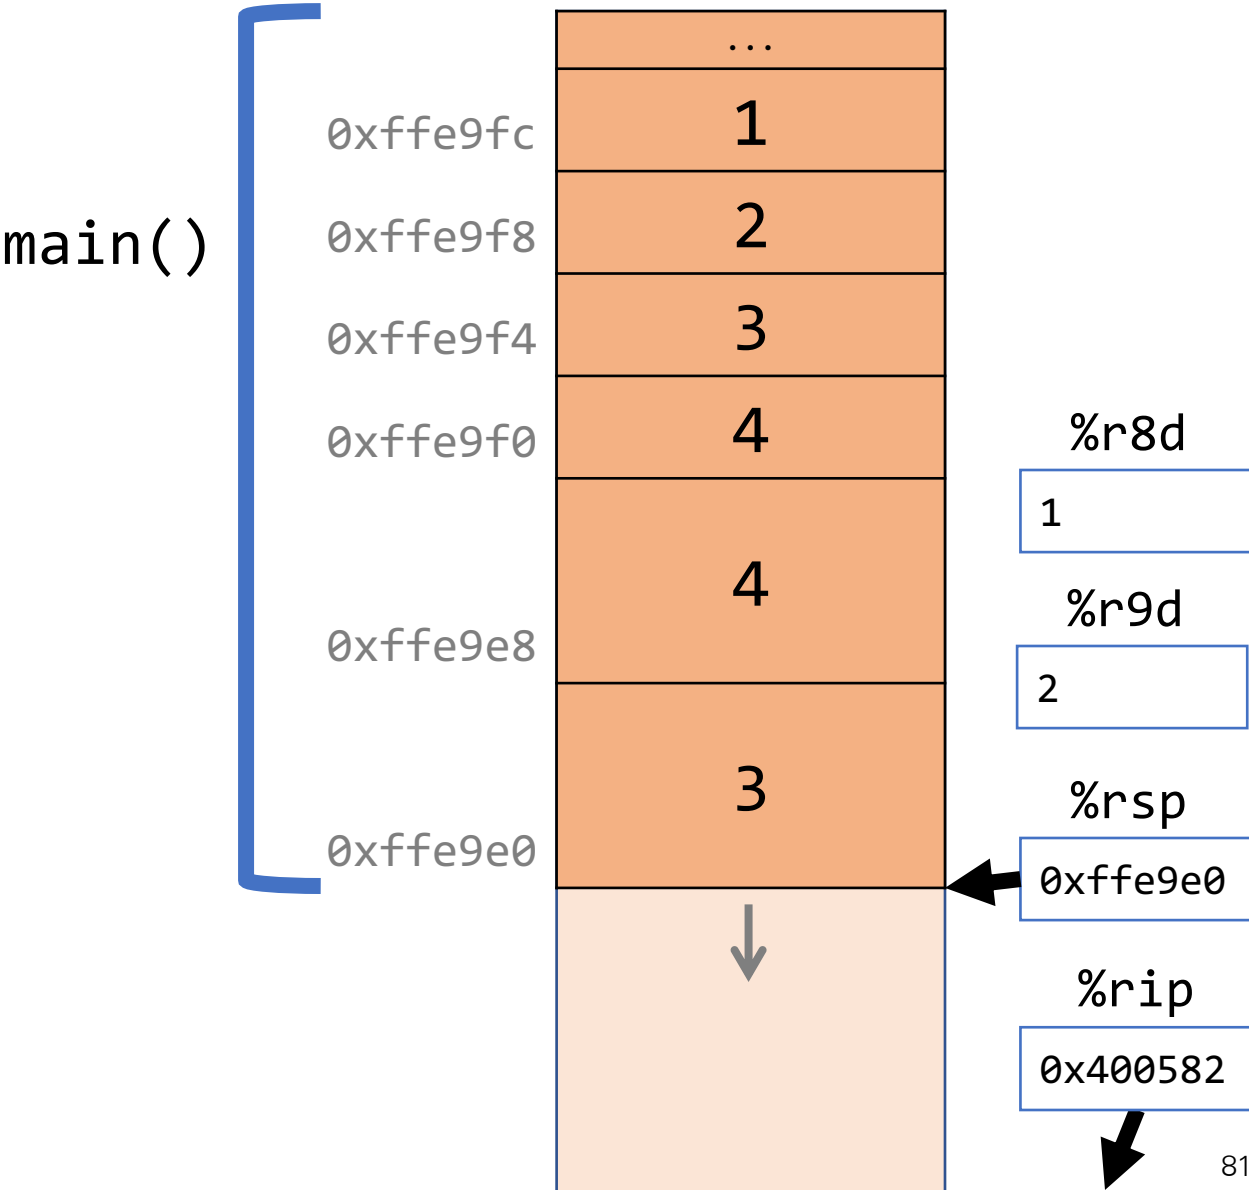 ...
0xffe9fc 1
main() 0xffe9f8 2
0xffe9f4 3
0xffe9f0 4
%r8d
1
4
0xffe9e8
%r9d
2
3
0xffe9e0
%rsp
0xffe9e0
%rip
0x400582
81